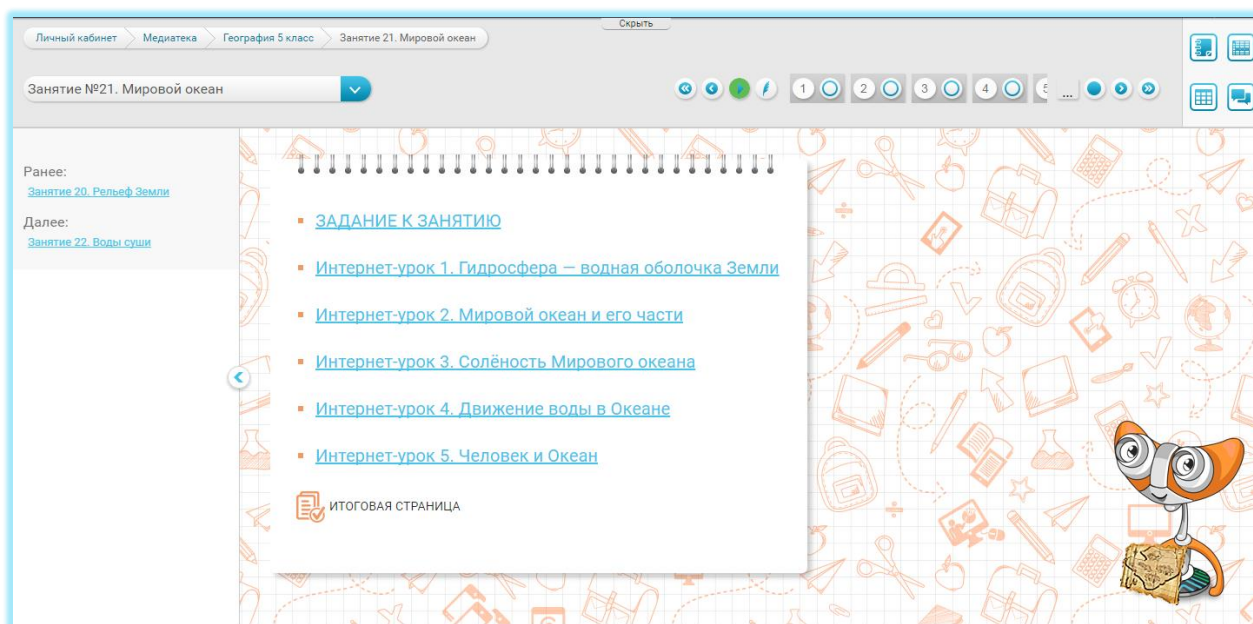 Скрыть
Личный кабинет
Медиатека
География 5 класс
Занятие 21. Мировой океан
Занятие №21. Мировой океан
1
2
3
4
5
...
Ранее:
Занятие 20. Рельеф Земли
Далее:
Занятие 22. Воды суши
ЗАДАНИЕ К ЗАНЯТИЮ
Интернет-урок 1. Гидросфера — водная оболочка Земли
Интернет-урок 2. Мировой океан и его части
Интернет-урок 3. Солёность Мирового океана
Интернет-урок 4. Движение воды в Океане
Интернет-урок 5. Человек и Океан
ИТОГОВАЯ СТРАНИЦА